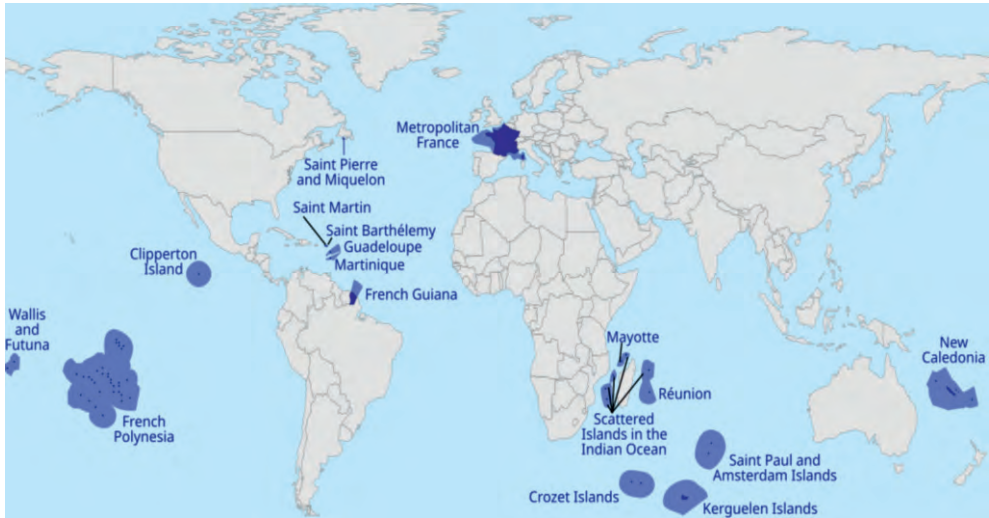 Metropolitan
France
Saint Pierre
and Miquelon
Saint Martin
Saint Barthélemy
Guadeloupe
Martinique
Clipperton
Island
French Guiana
Wallis
and
Futuna
French
Polynesia
Mayotte
Réunion
Scattered
Islands in the
Indian Ocean
New
Caledonia
Saint Paul and
Amsterdam Islands
Crozet Islands
Kerguelen Islands